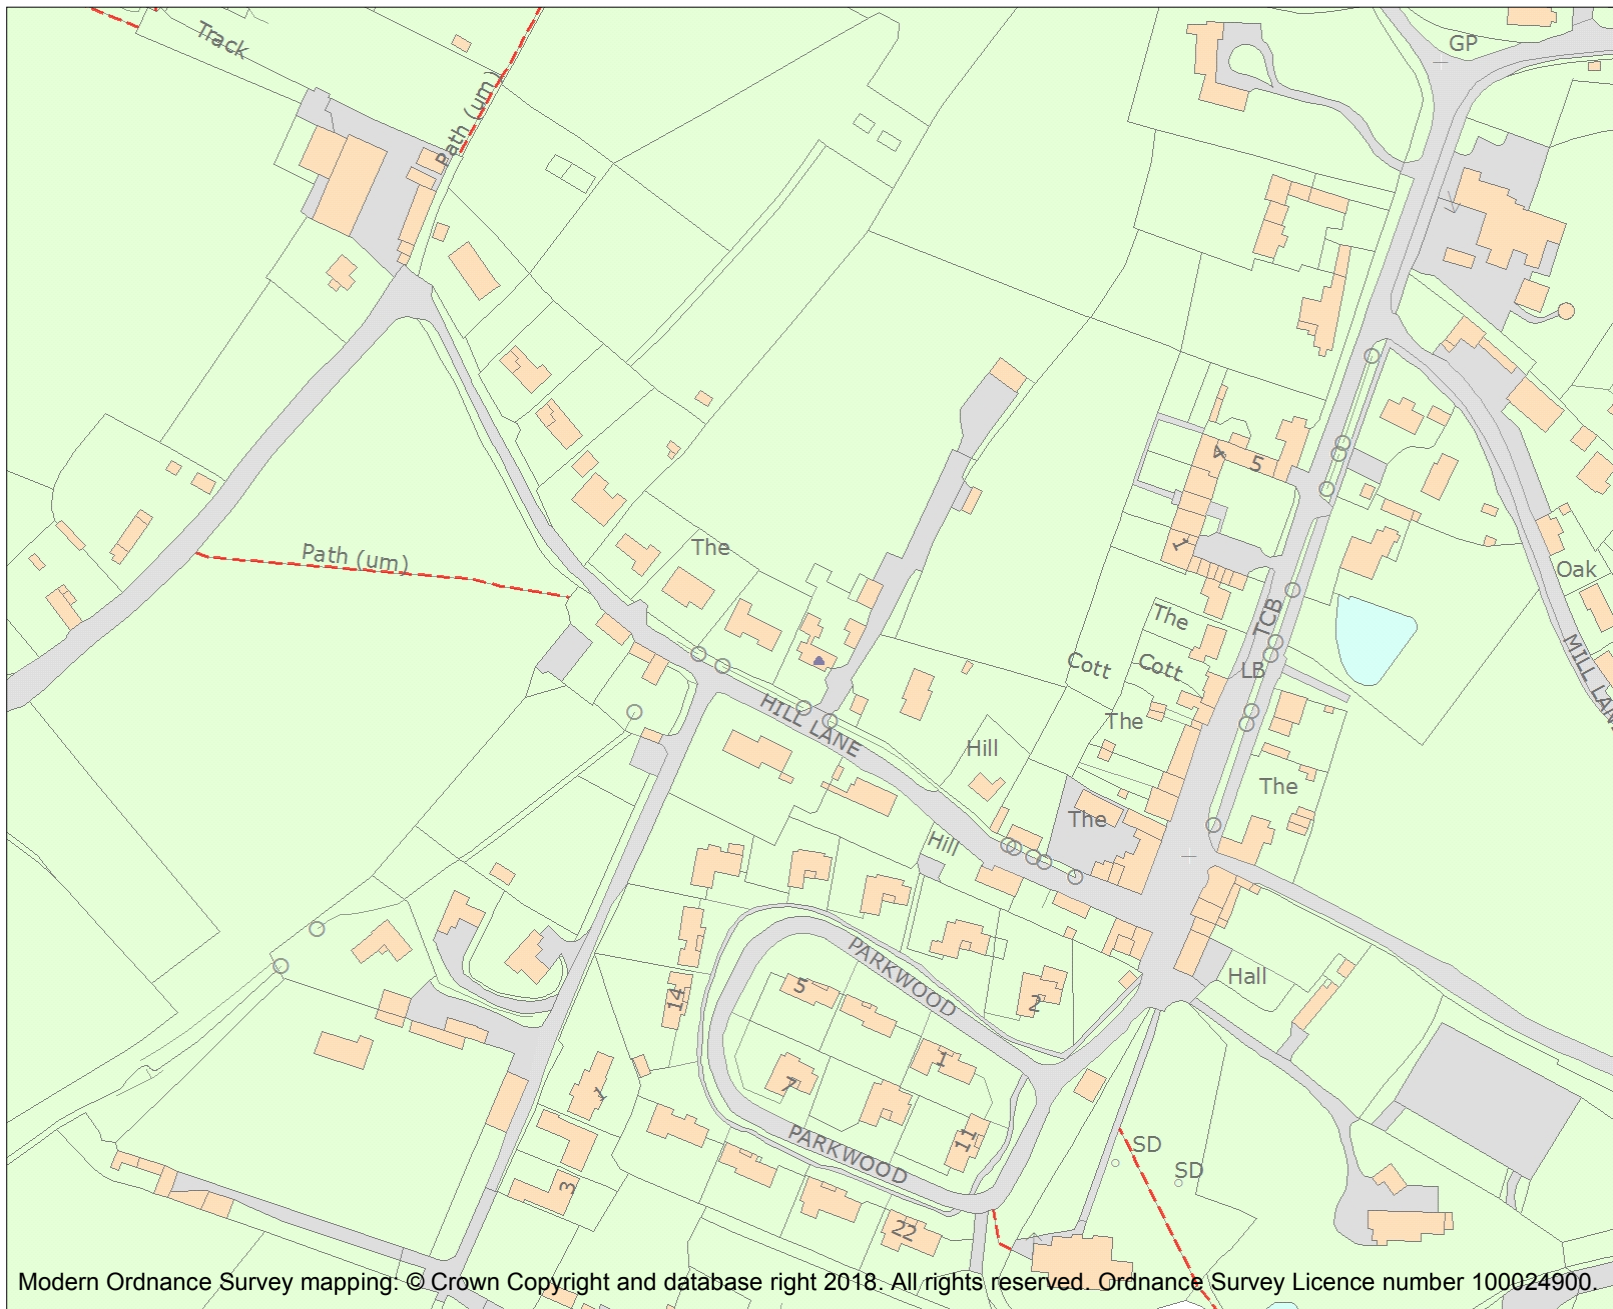 Track
GP
Path (um)
4
5
The
Path (um)
1
Oak
The
TCB
MILL LANE
Cott
Cott
LB
HILL LANE
The
Hill
The
The
Hill
PARKWOOD
Hall
5
14
2
1
7
1
11
PARKWOOD
SD
SD
3
22
Modern Ordnance Survey mapping: © Crown Copyright and database right 2018. All rights reserved. Ordnance Survey Licence number 100024900.